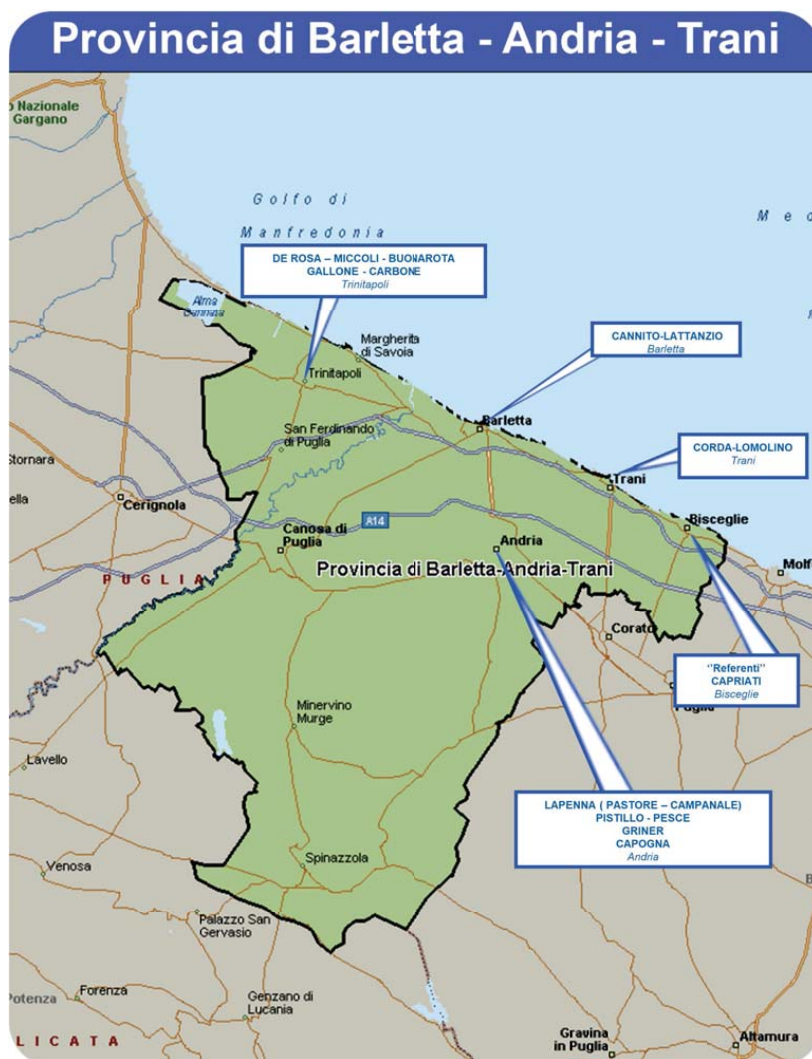 Provincia di Barletta - Andria - Trani
o Nazionale
Gargano
Golfo di
Manfredonia
M e d
DE ROSA – MICCOLI - BUONAROTA
GALLONE - CARBONE
Trinitapoli
Alma
Dannata
Margherita
di Savoia
Trinitapoli
CANNITO-LATTANZIO
Barletta
Barletta
San Ferdinando
di Puglia
CORDA-LOMOLINO
Trani
Trani
Stornara
ella
Cerignola
Bisceglie
A14
Canosa di
Puglia
Andria
Molf
Provincia di Barletta-Andria-Trani
PUGLIA
Corato
"Referenti"
CAPRIATI
Bisceglie
Puglia
Minervino
Murge
Lavello
LAPENNA ( PASTORE – CAMPANALE)
PISTILLO - PESCE
GRINER
CAPOGNA
Andria
Spinazzola
Venosa
Palazzo San
Gervasio
Potenza
Forenza
Genzano di
Lucania
LICATA
Gravina
in Puglia
Altamura